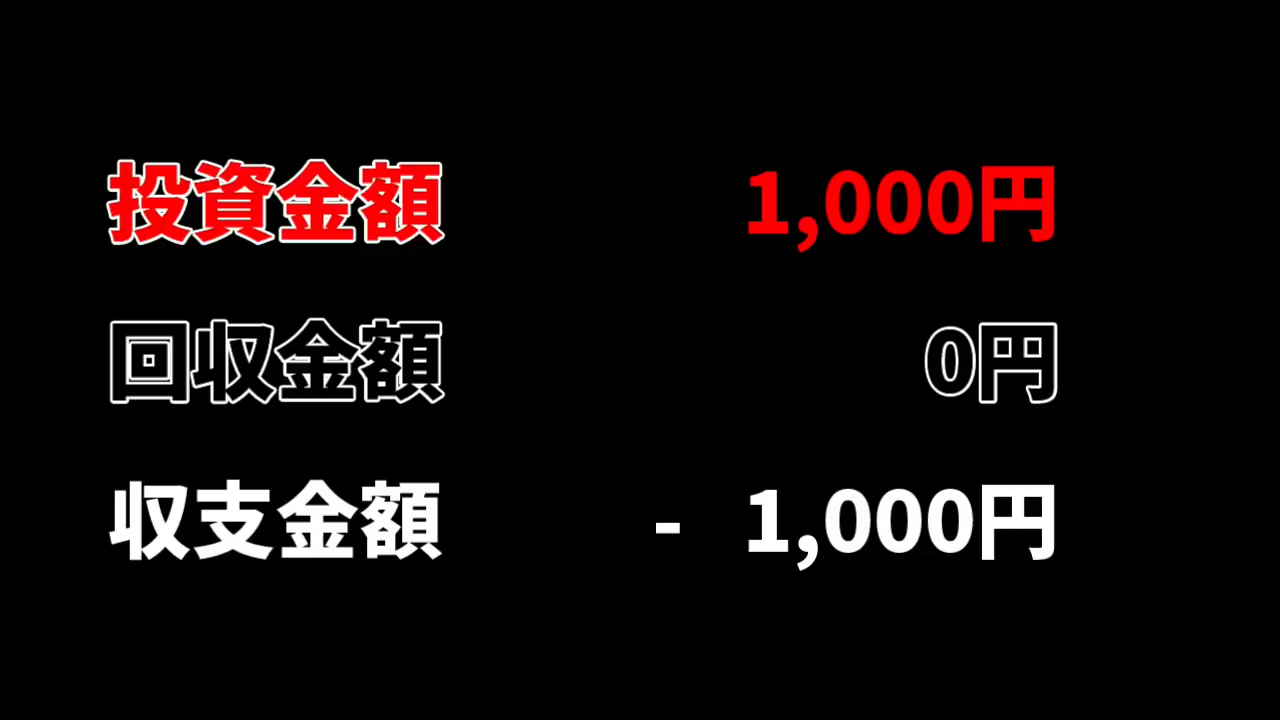 投資金額 1,000円
回収金額 0円
収支金額 - 1,000円